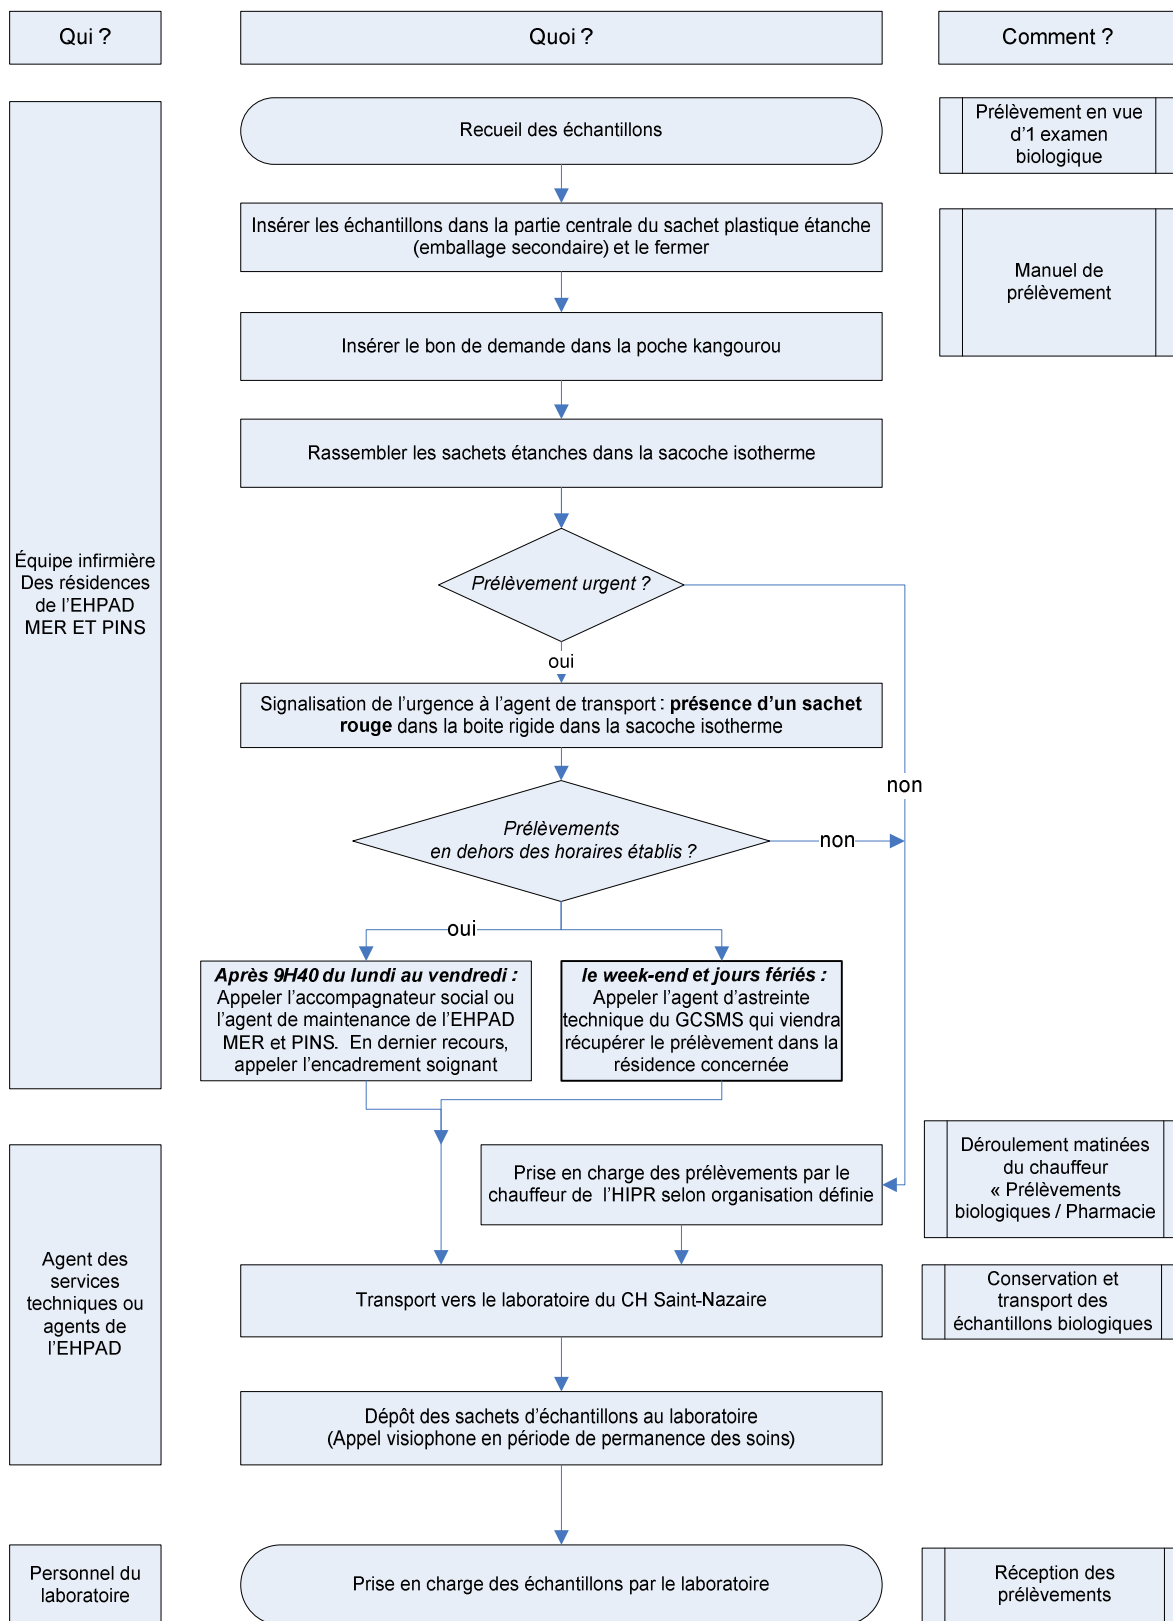 Qui ?
Quoi ?
Comment ?
Recueil des échantillons
Prélèvement en vue
d’1 examen
biologique
Insérer les échantillons dans la partie centrale du sachet plastique étanche
(emballage secondaire) et le fermer
Manuel de
prélèvement
Insérer le bon de demande dans la poche kangourou
Rassembler les sachets étanches dans la sacoche isotherme
Équipe infirmière
Des résidences
de l’EHPAD
MER ET PINS
Prélèvement urgent ?
oui
Signalisation de l’urgence à l’agent de transport : présence d’un sachet
rouge dans la boite rigide dans la sacoche isotherme
non
Prélèvements
en dehors des horaires établis ?
non
oui
Après 9H40 du lundi au vendredi :
Appeler l’accompagnateur social ou
l’agent de maintenance de l’EHPAD
MER et PINS. En dernier recours,
appeler l’encadrement soignant
le week-end et jours fériés :
Appeler l’agent d’astreinte
technique du GCSMS qui viendra
récupérer le prélèvement dans la
résidence concernée
Prise en charge des prélèvements par le
chauffeur de l’HIPR selon organisation définie
Déroulement matinées
du chauffeur
« Prélèvements
biologiques / Pharmacie
Agent des
services
techniques ou
agents de
l’EHPAD
Transport vers le laboratoire du CH Saint-Nazaire
Conservation et
transport des
échantillons biologiques
Dépôt des sachets d’échantillons au laboratoire
(Appel visiophone en période de permanence des soins)
Personnel du
laboratoire
Prise en charge des échantillons par le laboratoire
Réception des
prélèvements